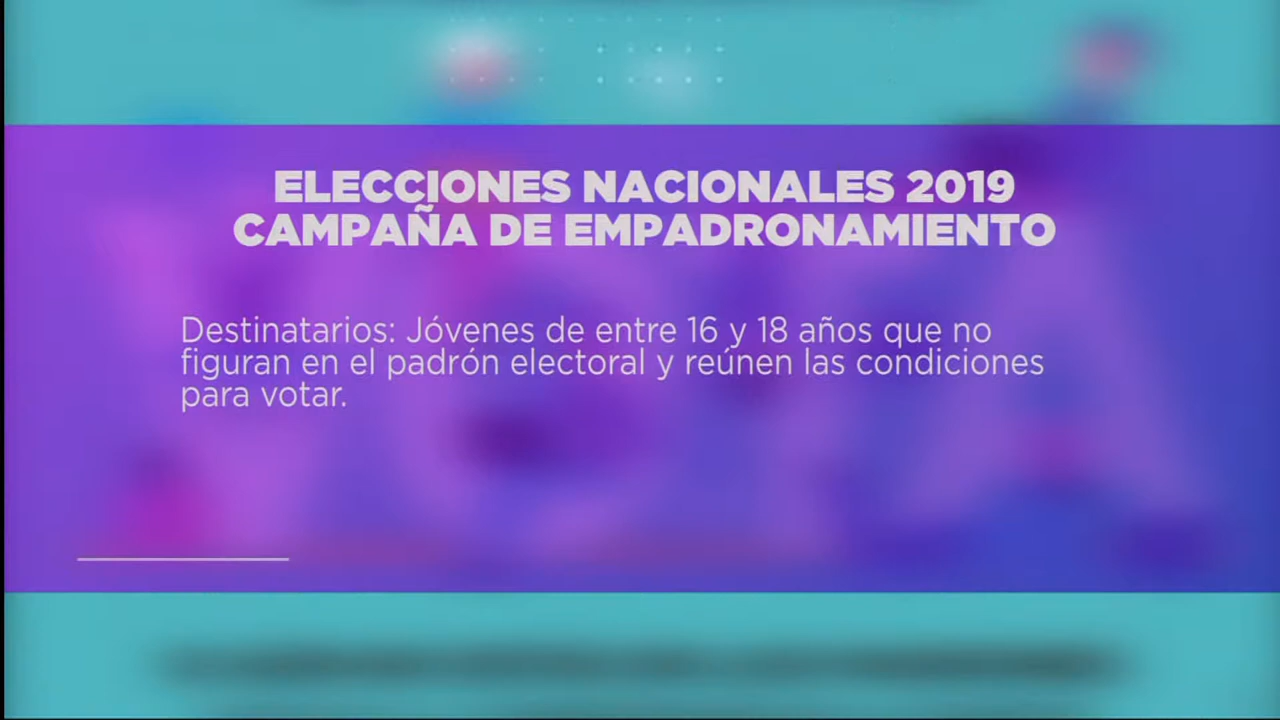 ELECCIONES NACIONALES 2019
CAMPAÑA DE EMPADRONAMIENTO
Destinatarios: Jóvenes de entre 16 y 18 años que no
figuran en el padrón electoral y reúnen las condiciones
para votar.